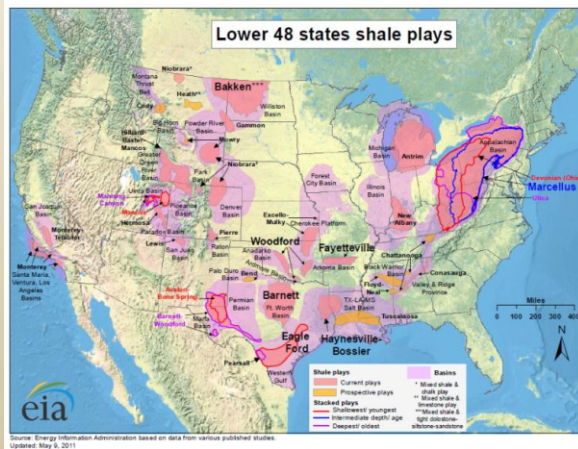 Lower 48 states shale plays
Niobrara*
Montana
Thrust
Belt
Heath**
Bakken***
Williston
Basin
Cody
Big Horn
Basin
Powder River
Basin
Gammon
Mowry
Hilliard-
Baxter-
Mancos
Greater
Green
River
Basin
Niobrara*
Park
Basin
Uinta Basin
Manning
Canyon
Mancos
Piceance
Basin
Denver
Basin
Hermosa
Paradox Basin
Lewis
San Juan
Basin
Pierre
Raton
Basin
San Joaquin
Basin
Monterey-
Temblor
Monterey
Santa Maria,
Ventura, Los
Angeles
Basins
Michigan
Basin
Antrim
Forest
City Basin
Illinois
Basin
Excello-
Mulky
Cherokee Platform
New
Albany
Appalachian
Basin
Marcellus
Utica
Woodford
Anadarko
Basin
Fayetteville
Arkoma Basin
Ardmore Basin
Palo Duro
Basin
Bend
Chattanooga
Black Warrior
Basin
Conasauga
Floyd-
Neal
Valley & Ridge
Province
Avalon-
Bone Spring
Permian
Basin
Barnett
Ft. Worth
Basin
TX-LA-MS
Salt Basin
Tuscaloosa
Barnett-
Woodford
Marfa
Basin
Eagle
Ford
Haynesville-
Bossier
Pearsall
Western
Gulf
Miles
0 100 200 300 400
N
Shale plays
Current plays
Prospective plays
Stacked plays
Shallowest/ youngest
Intermediate depth/ age
Deepest/ oldest
Basins
* Mixed shale &
chalk play
** Mixed shale &
limestone play
***Mixed shale &
tight dolostone-
siltstone-sandstone
eia
Source: Energy Information Administration based on data from various published studies.
Updated: May 9, 2011